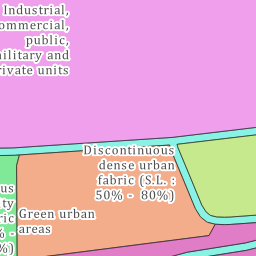 Industrial,
commercial,
public,
military and
private units
Discontinuous
dense urban
fabric (S.L. :
50% - 80%)
Green urban
areas